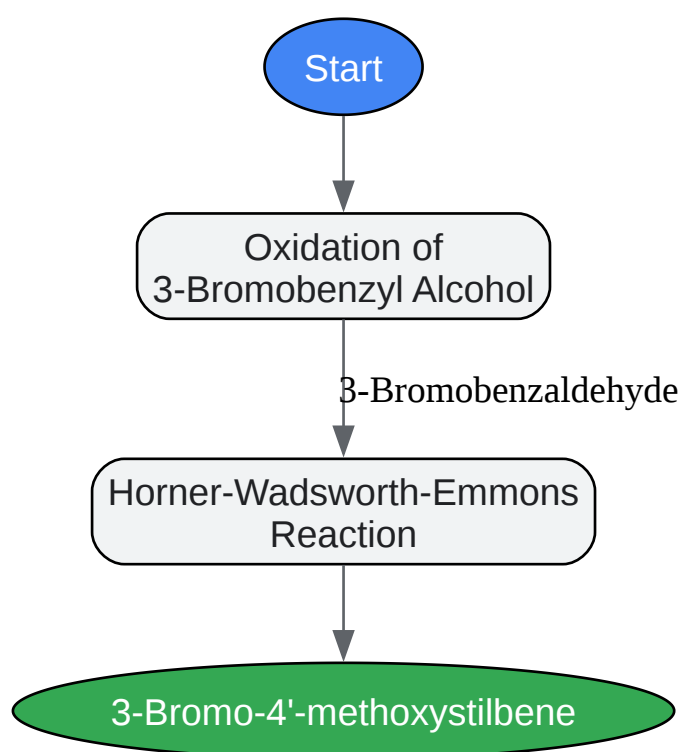 Start
Oxidation of
3-Bromobenzyl Alcohol
3-Bromobenzaldehyde
Horner-Wadsworth-Emmons
Reaction
3-Bromo-4'-methoxystilbene